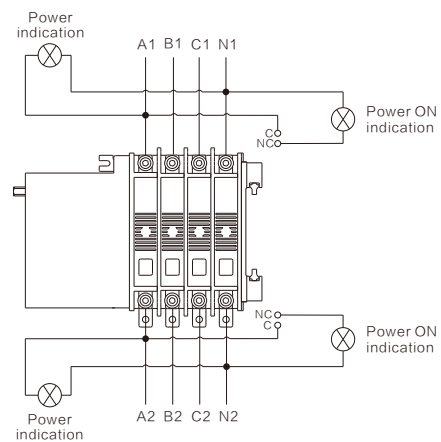 Power
indication
A1 B1 C1 N1
Power ON
indication
C
NC
NC
C
Power ON
indication
A2 B2 C2 N2
Power
indication